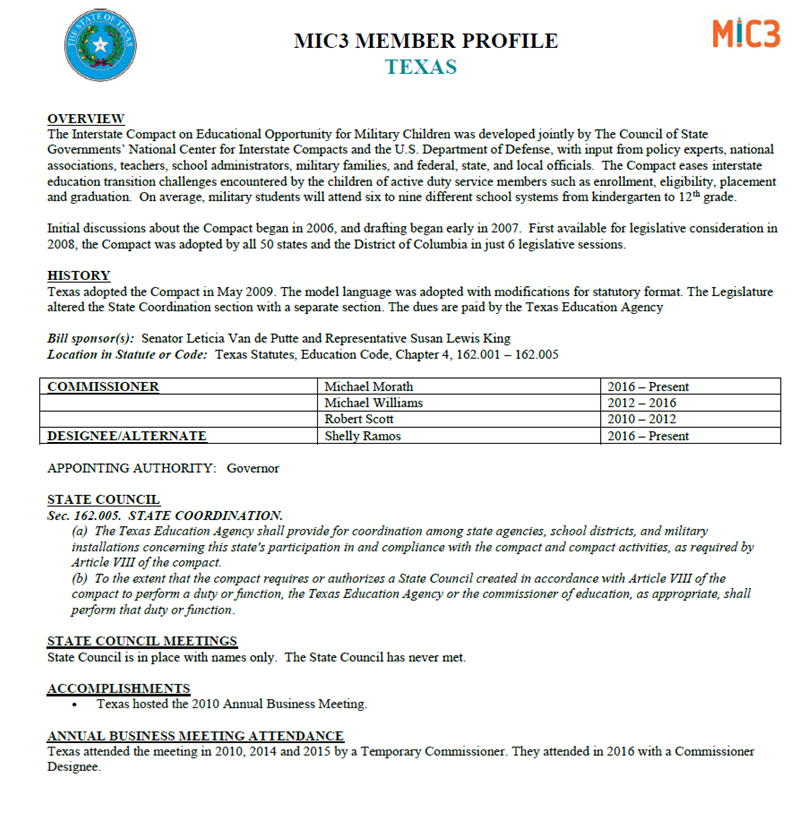 THE STATE OF TEXAS
MIC3
MIC3 MEMBER PROFILE
TEXAS
OVERVIEW
The Interstate Compact on Educational Opportunity for Military Children was developed jointly by The Council of State
Governments’ National Center for Interstate Compacts and the U.S. Department of Defense, with input from policy experts, national
associations, teachers, school administrators, military families, and federal, state, and local officials.  The Compact eases interstate
education transition challenges encountered by the children of active duty service members such as enrollment, eligibility, placement
and graduation.  On average, military students will attend six to nine different school systems from kindergarten to 12th grade.
Initial discussions about the Compact began in 2006, and drafting began early in 2007.  First available for legislative consideration in
2008, the Compact was adopted by all 50 states and the District of Columbia in just 6 legislative sessions.
HISTORY
Texas adopted the Compact in May 2009. The model language was adopted with modifications for statutory format. The Legislature
altered the State Coordination section with a separate section. The dues are paid by the Texas Education Agency
Bill sponsor(s):  Senator Leticia Van de Putte and Representative Susan Lewis King
Location in Statute or Code:  Texas Statutes, Education Code, Chapter 4, 162.001 – 162.005
COMMISSIONER Michael Morath 2016 – Present
Michael Williams 2012 – 2016
Robert Scott 2010 – 2012
DESIGNEE/ALTERNATE Shelly Ramos 2016 – Present
APPOINTING AUTHORITY:   Governor
STATE COUNCIL
Sec. 162.005.  STATE COORDINATION.
(a)  The Texas Education Agency shall provide for coordination among state agencies, school districts, and military
installations concerning this state's participation in and compliance with the compact and compact activities, as required by
Article VIII of the compact.
(b)  To the extent that the compact requires or authorizes a State Council created in accordance with Article VIII of the
compact to perform a duty or function, the Texas Education Agency or the commissioner of education, as appropriate, shall
perform that duty or function.
STATE COUNCIL MEETINGS
State Council is in place with names only.  The State Council has never met.
ACCOMPLISHMENTS
• Texas hosted the 2010 Annual Business Meeting.
ANNUAL BUSINESS MEETING ATTENDANCE
Texas attended the meeting in 2010, 2014 and 2015 by a Temporary Commissioner. They attended in 2016 with a Commissioner
Designee.